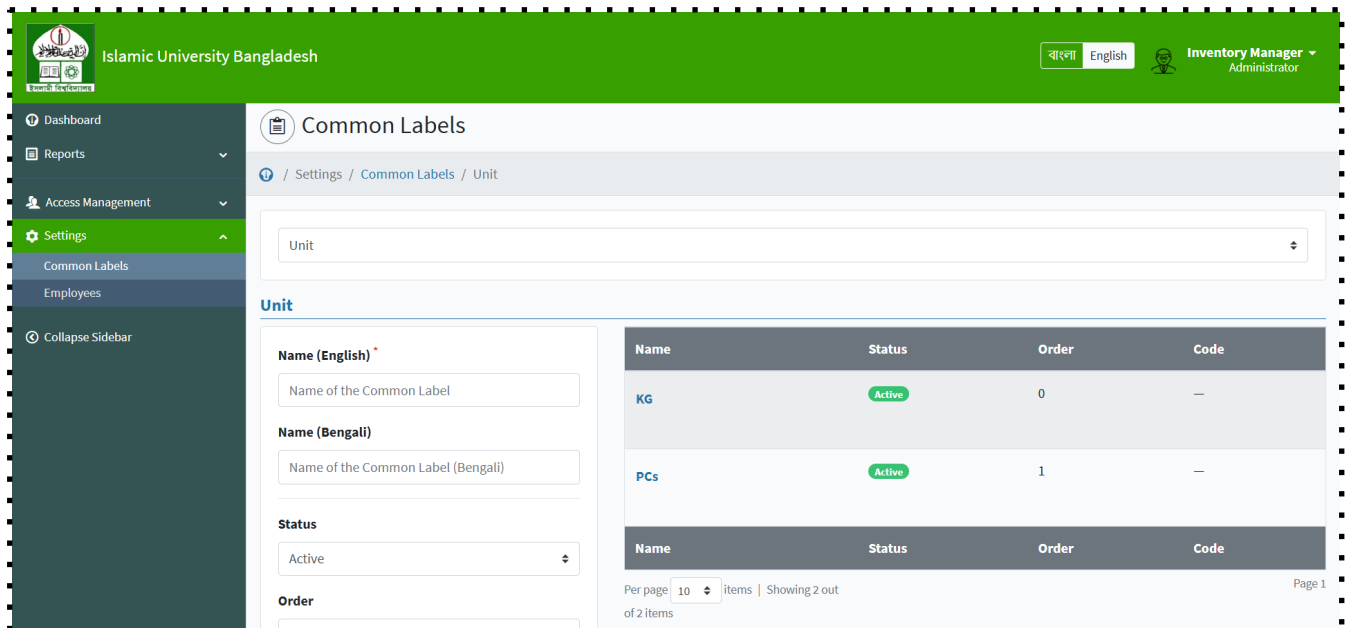 ইসলামী বিশ্ববিদ্যালয়
Islamic University Bangladesh
বাংলা English
Inventory Manager
Administrator
Dashboard
Reports
Access Management
Settings
Common Labels
Employees
Collapse Sidebar
Common Labels
/ Settings / Common Labels / Unit
Unit
Unit
Name (English) *
Name of the Common Label
Name (Bengali)
Name of the Common Label (Bengali)
Status
Active
Order
Name Status Order Code
KG Active 0 —
PCs Active 1 —
Name Status Order Code
Per page 10 items | Showing 2 out
of 2 items
Page 1